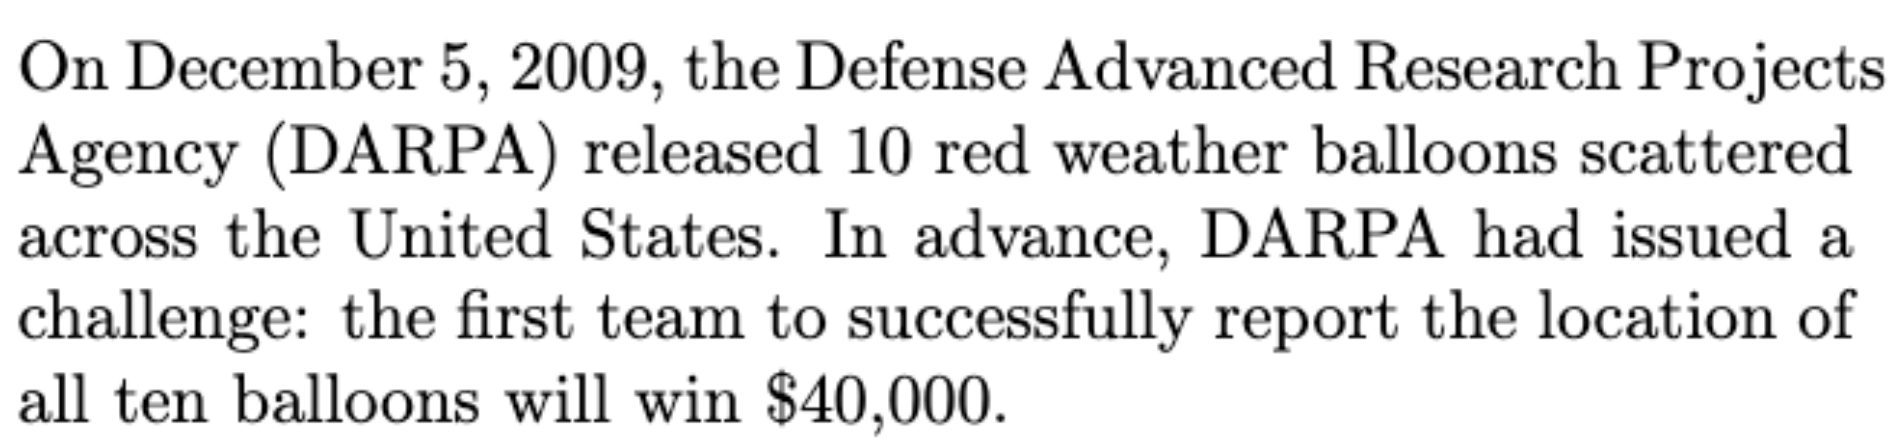 On December 5, 2009, the Defense Advanced Research Projects
Agency (DARPA) released 10 red weather balloons scattered
across the United States. In advance, DARPA had issued a
challenge: the first team to successfully report the location of
all ten balloons will win $40,000.